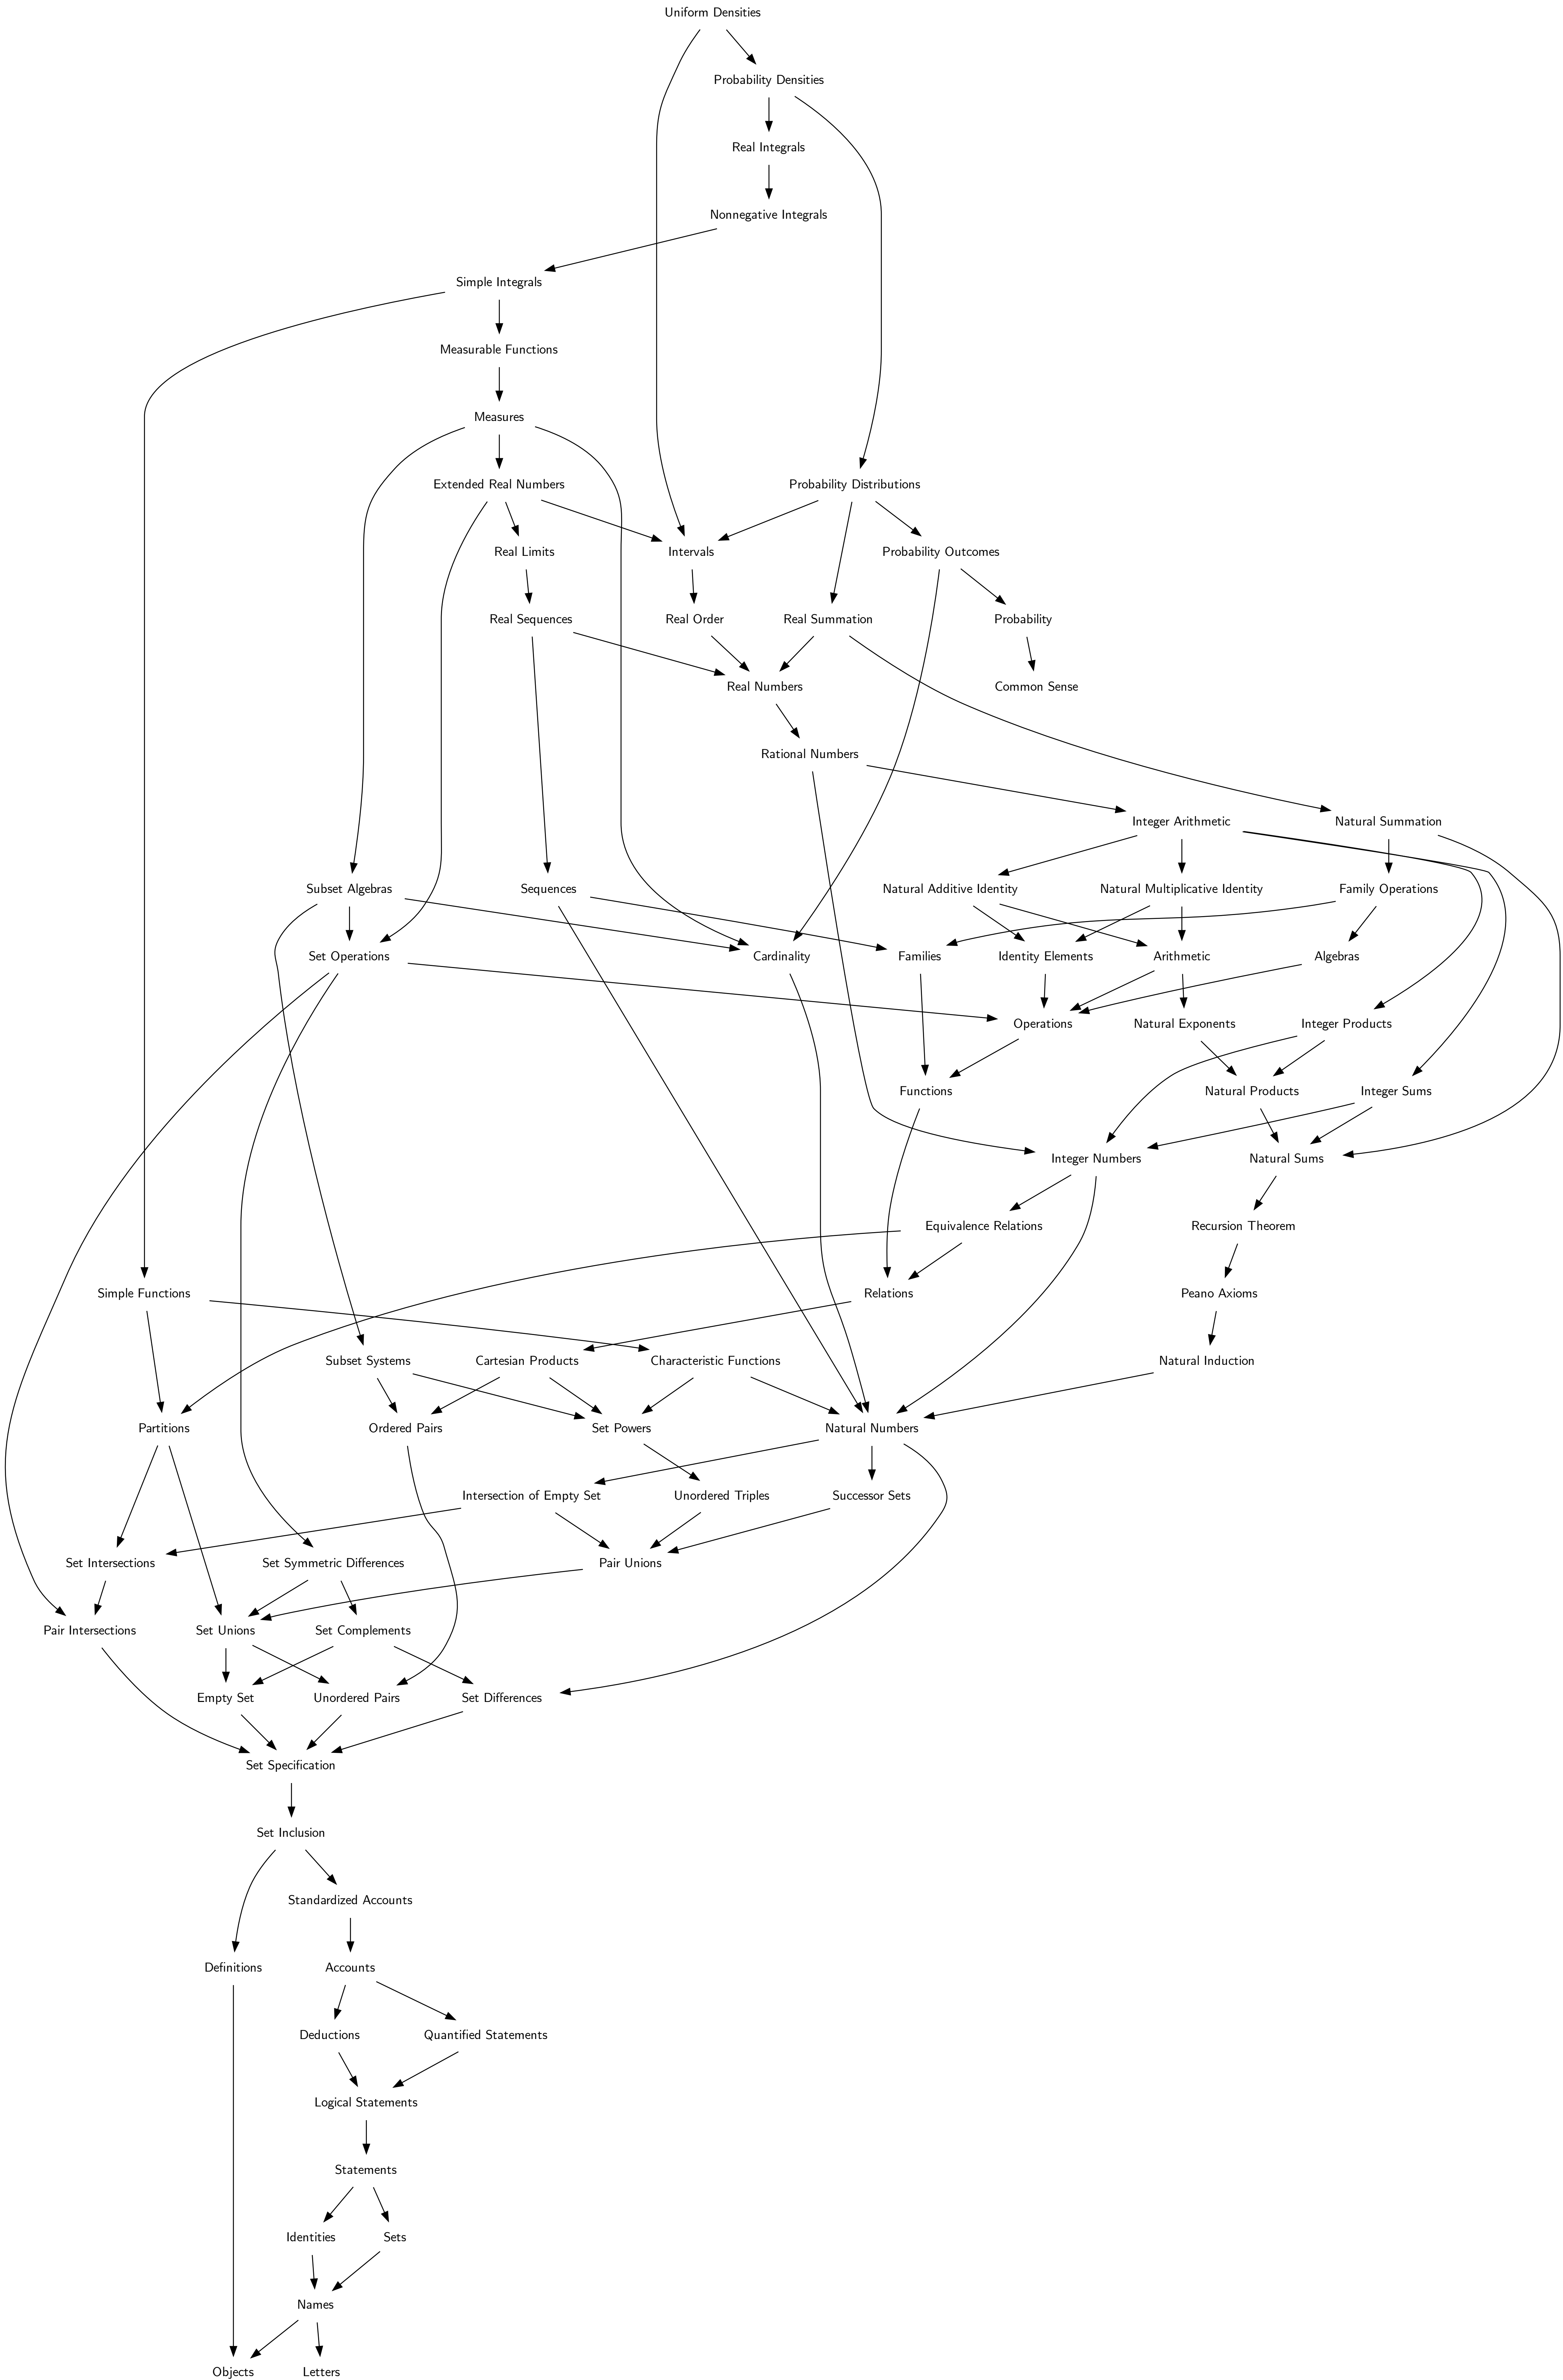 Uniform Densities
Probability Densities
Real Integrals
Nonnegative Integrals
Simple Integrals
Measurable Functions
Measures
Extended Real Numbers
Probability Distributions
Real Limits
Intervals
Probability Outcomes
Real Sequences
Real Order
Real Summation
Probability
Real Numbers
Common Sense
Rational Numbers
Integer Arithmetic
Natural Summation
Subset Algebras
Sequences
Natural Additive Identity
Natural Multiplicative Identity
Family Operations
Set Operations
Cardinality
Families
Identity Elements
Arithmetic
Algebras
Operations
Natural Exponents
Integer Products
Functions
Natural Products
Integer Sums
Integer Numbers
Natural Sums
Equivalence Relations
Recursion Theorem
Simple Functions
Relations
Peano Axioms
Subset Systems
Cartesian Products
Characteristic Functions
Natural Induction
Partitions
Ordered Pairs
Set Powers
Natural Numbers
Intersection of Empty Set
Unordered Triples
Successor Sets
Set Intersections
Set Symmetric Differences
Pair Unions
Pair Intersections
Set Unions
Set Complements
Empty Set
Unordered Pairs
Set Differences
Set Specification
Set Inclusion
Standardized Accounts
Definitions
Accounts
Deductions
Quantified Statements
Logical Statements
Statements
Identities
Sets
Names
Objects
Letters